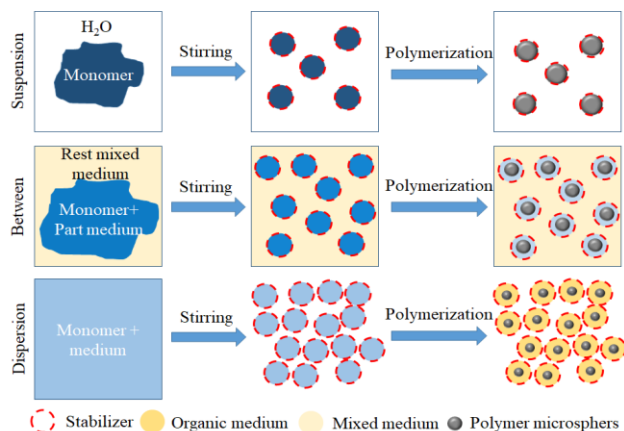 Suspension
H₂O
Monomer
Stirring
Polymerization
Between
Rest mixed
medium
Monomer+
Part medium
Stirring
Polymerization
Dispersion
Monomer +
medium
Stirring
Polymerization
Stabilizer Organic medium Mixed medium Polymer microsphers